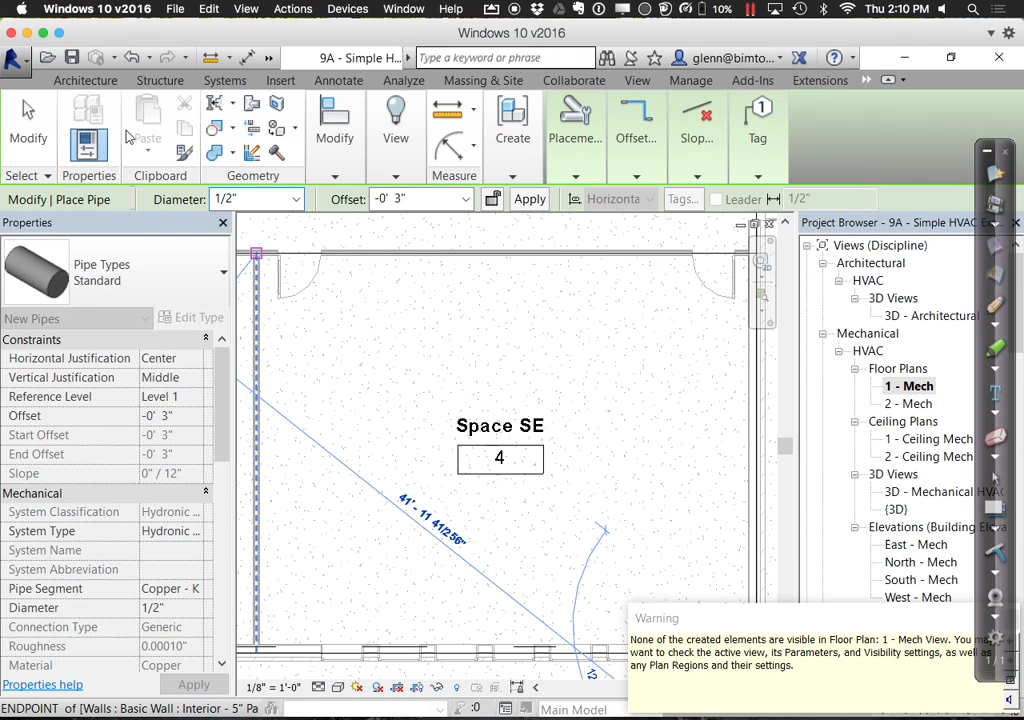 Windows 10 v2016 File Edit View Actions Devices Window Help 10% Thu 2:10 PM
Windows 10 v2016
9A - Simple H... Type a keyword or phrase glenn@bimto...
Architecture Structure Systems Insert Annotate Analyze Massing & Site Collaborate View Manage Add-Ins Extensions
Modify Paste Modify View Create Placeme... Offset... Slop... Tag
Select Properties Clipboard Geometry Measure
Modify | Place Pipe Diameter: 1/2" Offset: -0' 3" Apply Horizonta Tags... Leader 1/2"
Properties
Pipe Types
Standard
New Pipes Edit Type
Constraints
Horizontal Justification Center
Vertical Justification Middle
Reference Level Level 1
Offset -0' 3"
Start Offset -0' 3"
End Offset -0' 3"
Slope 0" / 12"
Mechanical
System Classification Hydronic ...
System Type Hydronic ...
System Name
System Abbreviation
Pipe Segment Copper - K
Diameter 1/2"
Connection Type Generic
Roughness 0.00010"
Material Copper
Properties help Apply
Space SE
4
41' - 11 41/256"
1/8" = 1'-0"
Project Browser - 9A - Simple HVAC E
Views (Discipline)
Architectural
HVAC
3D Views
3D - Architectural
Mechanical
HVAC
Floor Plans
1 - Mech
2 - Mech
Ceiling Plans
1 - Ceiling Mech
2 - Ceiling Mech
3D Views
3D - Mechanical HVAC
{3D}
Elevations (Building Eleva
East - Mech
North - Mech
South - Mech
West - Mech
Warning
None of the created elements are visible in Floor Plan: 1 - Mech View. You may
want to check the active view, its Parameters, and Visibility settings, as well as
any Plan Regions and their settings.
1 / 1
ENDPOINT of [Walls : Basic Wall : Interior - 5" Pa :0 Main Model